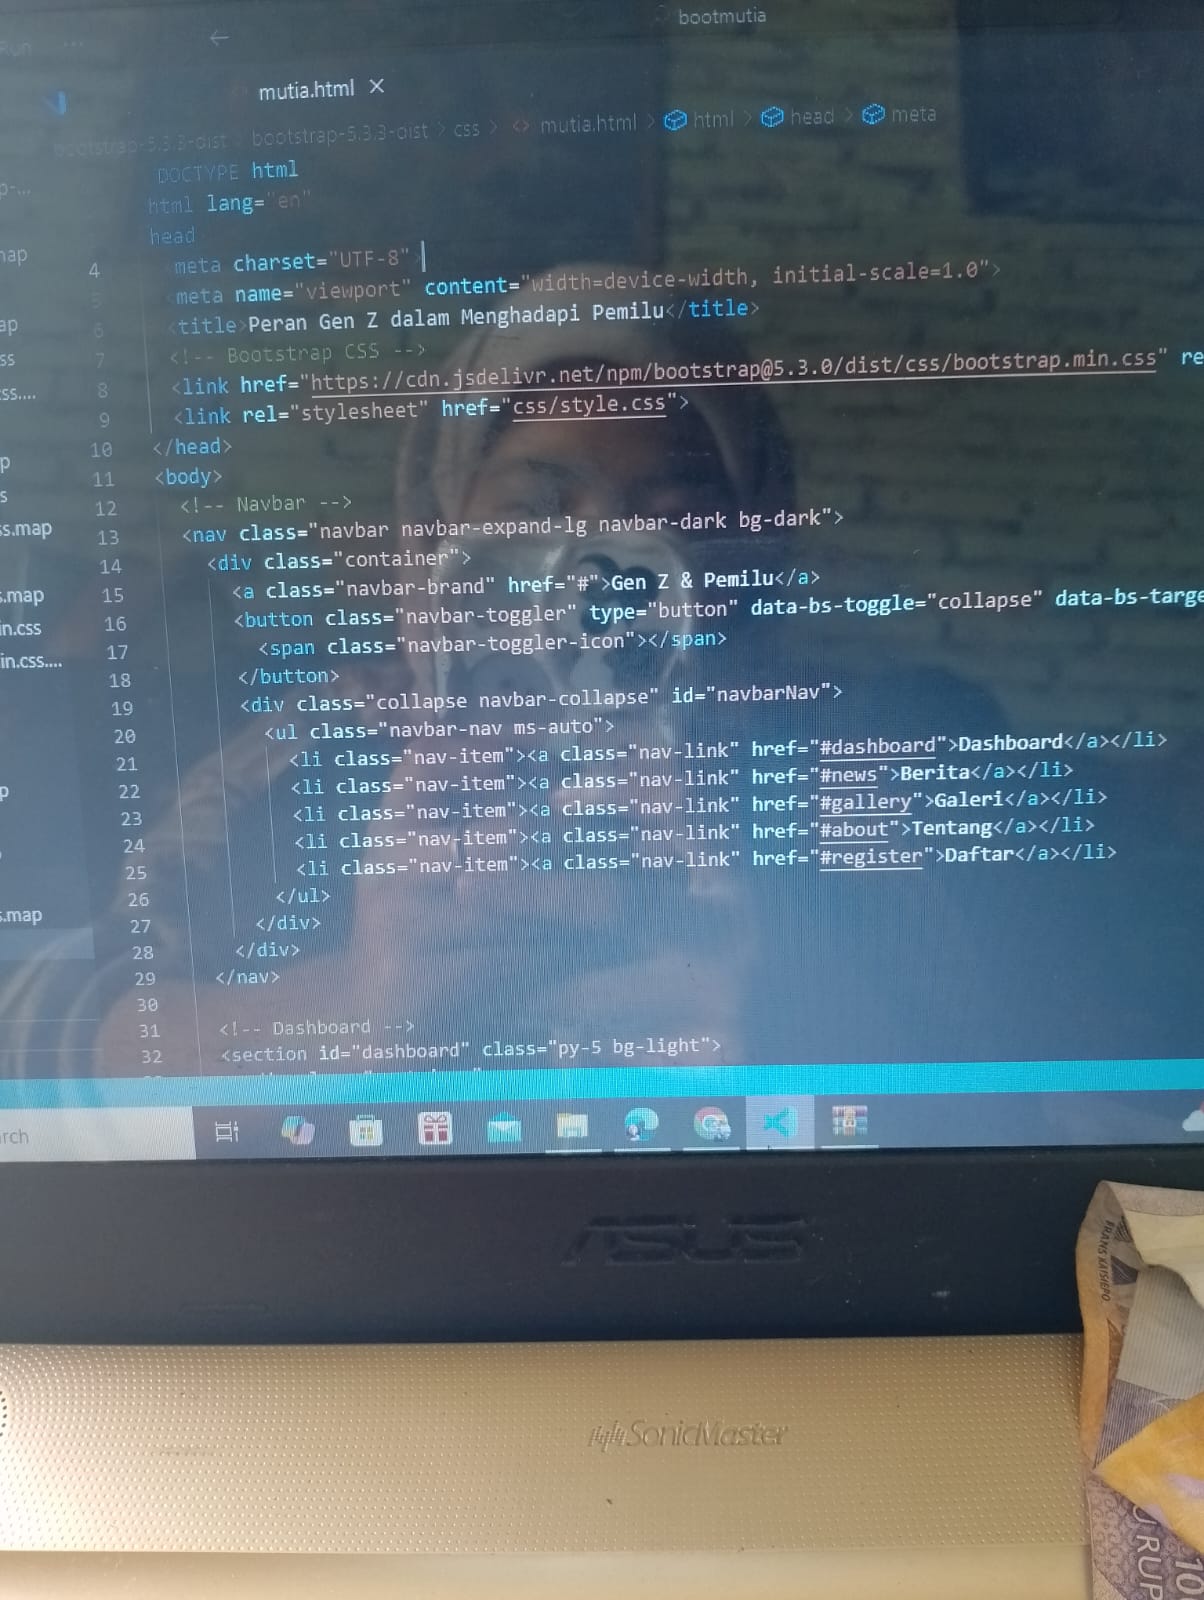 Run ...
bootmutia
mutia.html
bootstrap-5.3.3-dist > bootstrap-5.3.3-dist > css > mutia.html > html > head > meta
DOCTYPE html
html lang="en"
head
4 meta charset="UTF-8"
5 meta name="viewport" content="width=device-width, initial-scale=1.0">
6 <title>Peran Gen Z dalam Menghadapi Pemilu</title>
7 <!-- Bootstrap CSS -->
8 <link href="https://cdn.jsdelivr.net/npm/bootstrap@5.3.0/dist/css/bootstrap.min.css" re
9 <link rel="stylesheet" href="css/style.css">
10 </head>
11 <body>
12 <!-- Navbar -->
13 <nav class="navbar navbar-expand-lg navbar-dark bg-dark">
14 <div class="container">
15 <a class="navbar-brand" href="#">Gen Z & Pemilu</a>
16 <button class="navbar-toggler" type="button" data-bs-toggle="collapse" data-bs-targe
17 <span class="navbar-toggler-icon"></span>
18 </button>
19 <div class="collapse navbar-collapse" id="navbarNav">
20 <ul class="navbar-nav ms-auto">
21 <li class="nav-item"><a class="nav-link" href="#dashboard">Dashboard</a></li>
22 <li class="nav-item"><a class="nav-link" href="#news">Berita</a></li>
23 <li class="nav-item"><a class="nav-link" href="#gallery">Galeri</a></li>
24 <li class="nav-item"><a class="nav-link" href="#about">Tentang</a></li>
25 <li class="nav-item"><a class="nav-link" href="#register">Daftar</a></li>
26 </ul>
27 </div>
28 </div>
29 </nav>
30
31 <!-- Dashboard -->
32 <section id="dashboard" class="py-5 bg-light">
p-...
ap
ap
ss
ss....
p
s
s.map
s.map
in.css
in.css....
p
s.map
rch
ASUS
SonicMaster
FRANS KAISIEPO
U RUP
10